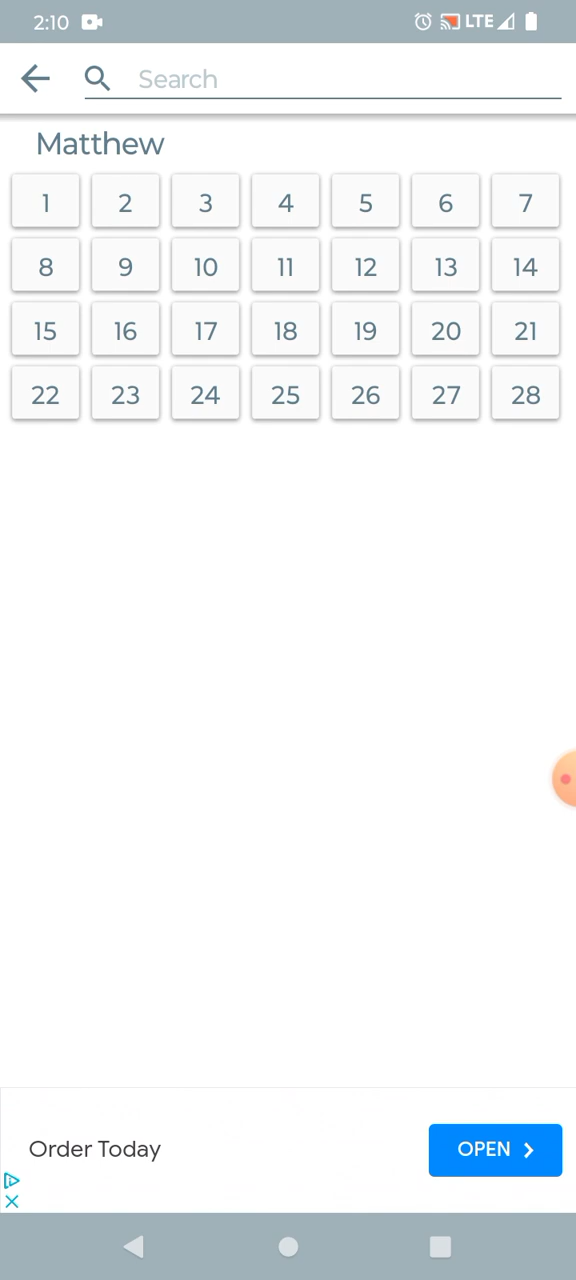 2:10 LTE
Search
Matthew
1 2 3 4 5 6 7
8 9 10 11 12 13 14
15 16 17 18 19 20 21
22 23 24 25 26 27 28
Order Today OPEN